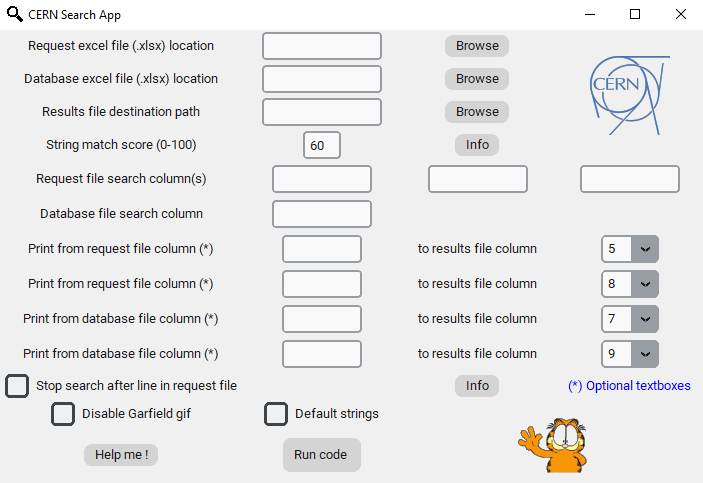 CERN Search App
Request excel file (.xlsx) location Browse
Database excel file (.xlsx) location Browse
CERN
Results file destination path Browse
String match score (0-100) 60 Info
Request file search column(s)
Database file search column
Print from request file column (*) to results file column 5
Print from request file column (*) to results file column 8
Print from database file column (*) to results file column 7
Print from database file column (*) to results file column 9
Stop search after line in request file Info (*) Optional textboxes
Disable Garfield gif Default strings
Help me ! Run code